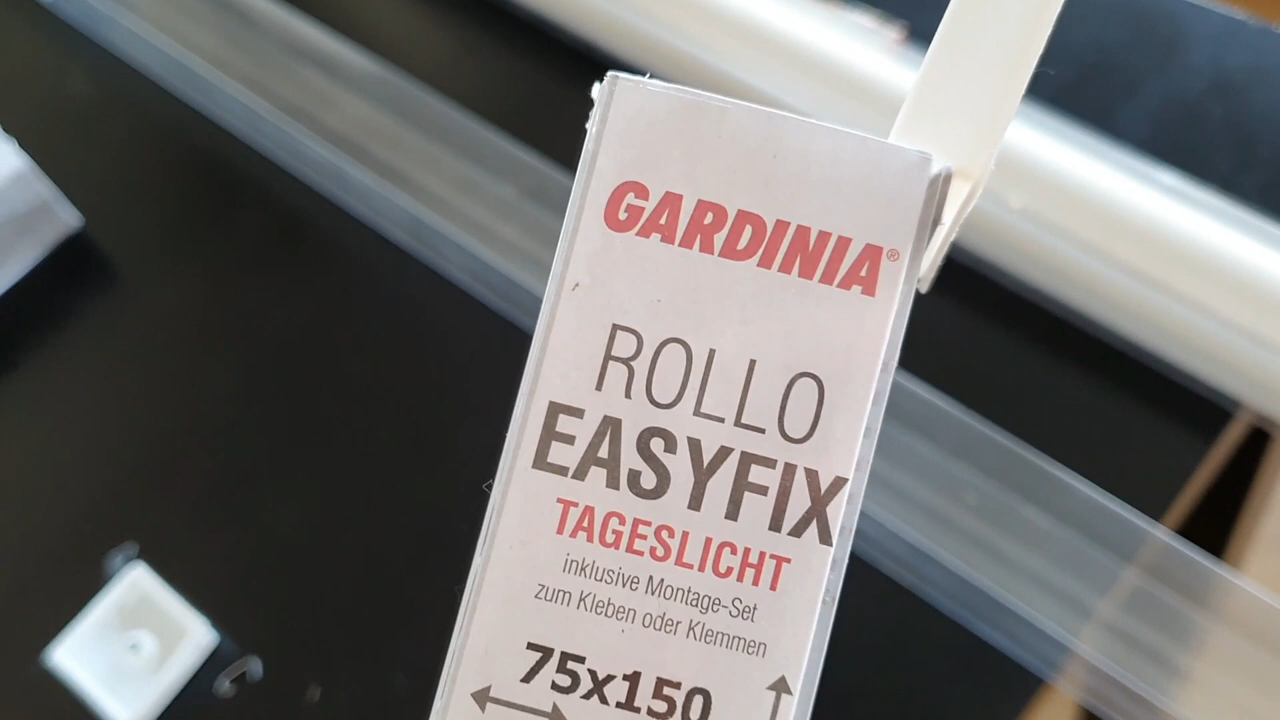 GARDINIA®
ROLLO
EASYFIX
TAGESLICHT
inklusive Montage-Set
zum Kleben oder Klemmen
75x150